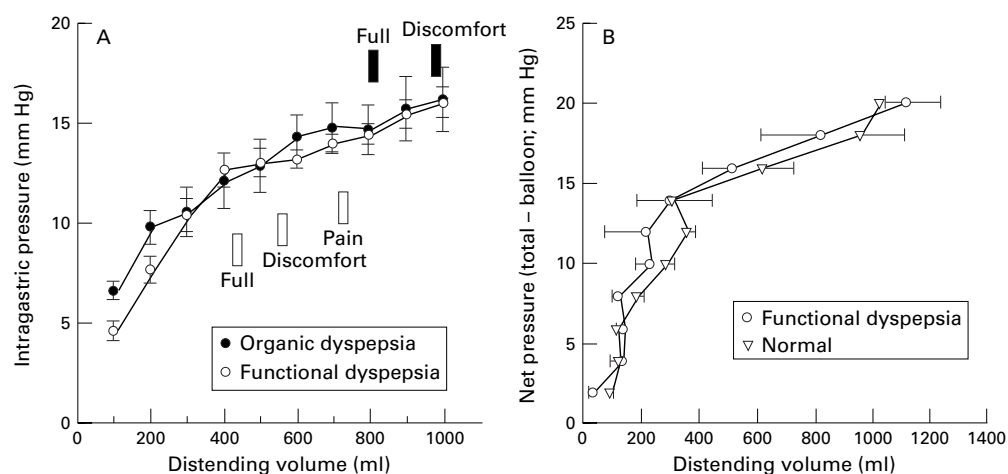 A
Intragastric pressure (mm Hg)
20
15
10
5
0
Full
Discomfort
Pain
Discomfort
Full
Organic dyspepsia
Functional dyspepsia
0 200 400 600 800 1000
Distending volume (ml)
B
Net pressure (total – balloon; mm Hg)
25
20
15
10
5
0
Functional dyspepsia
Normal
0 200 400 600 800 1000 1200 1400
Distending volume (ml)